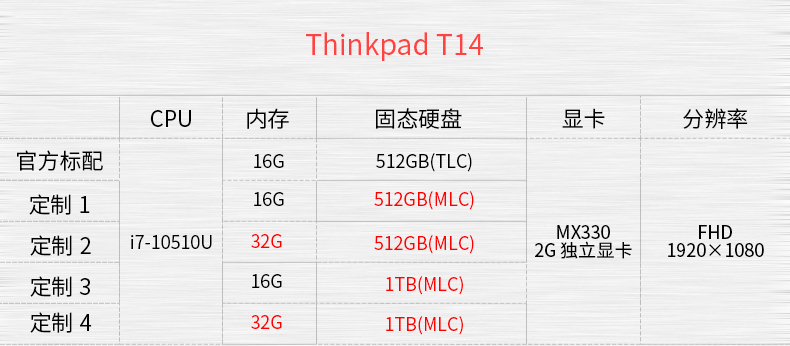 Thinkpad T14
CPU 内存 固态硬盘 显卡 分辨率
官方标配 16G 512GB(TLC)
定制 1 16G 512GB(MLC)
定制 2 i7-10510U 32G 512GB(MLC) MX330 2G 独立显卡 FHD 1920×1080
定制 3 16G 1TB(MLC)
定制 4 32G 1TB(MLC)